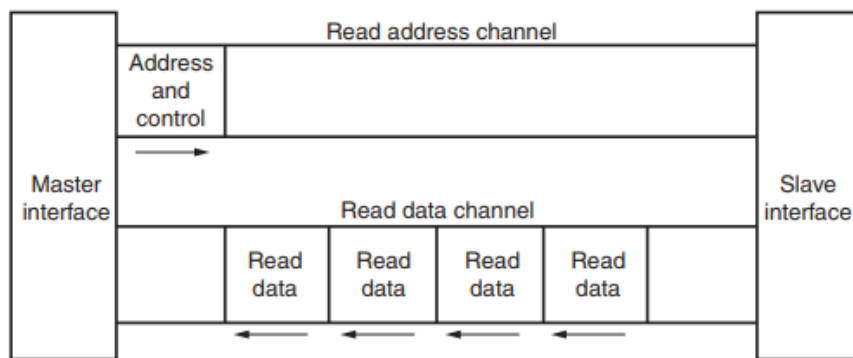 Read address channel
Address
and
control
Master
interface
Slave
interface
Read data channel
Read
data
Read
data
Read
data
Read
data